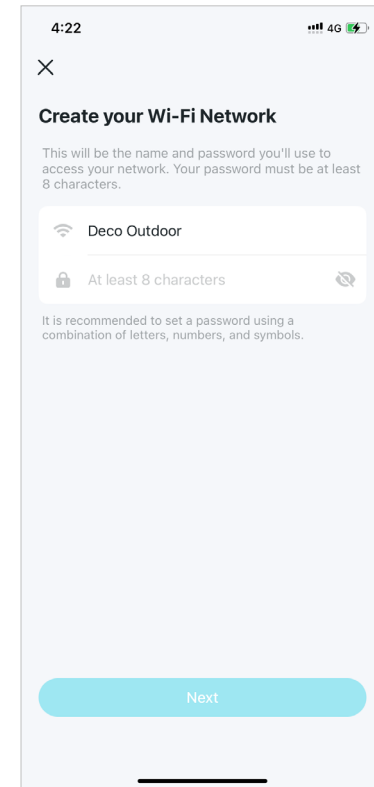 4:22
4G
Create your Wi-Fi Network
This will be the name and password you'll use to
access your network. Your password must be at least
8 characters.
Deco Outdoor
At least 8 characters
It is recommended to set a password using a
combination of letters, numbers, and symbols.
Next